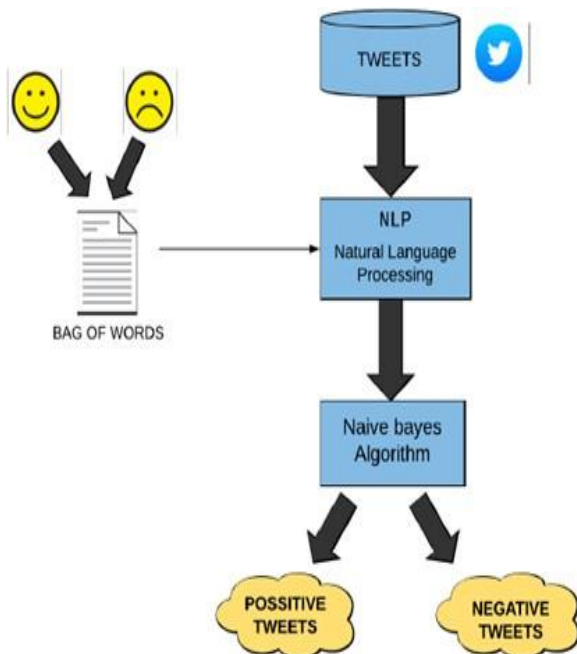 TWEETS
NLP
Natural Language
Processing
BAG OF WORDS
Naive bayes
Algorithm
POSSITIVE
TWEETS
NEGATIVE
TWEETS